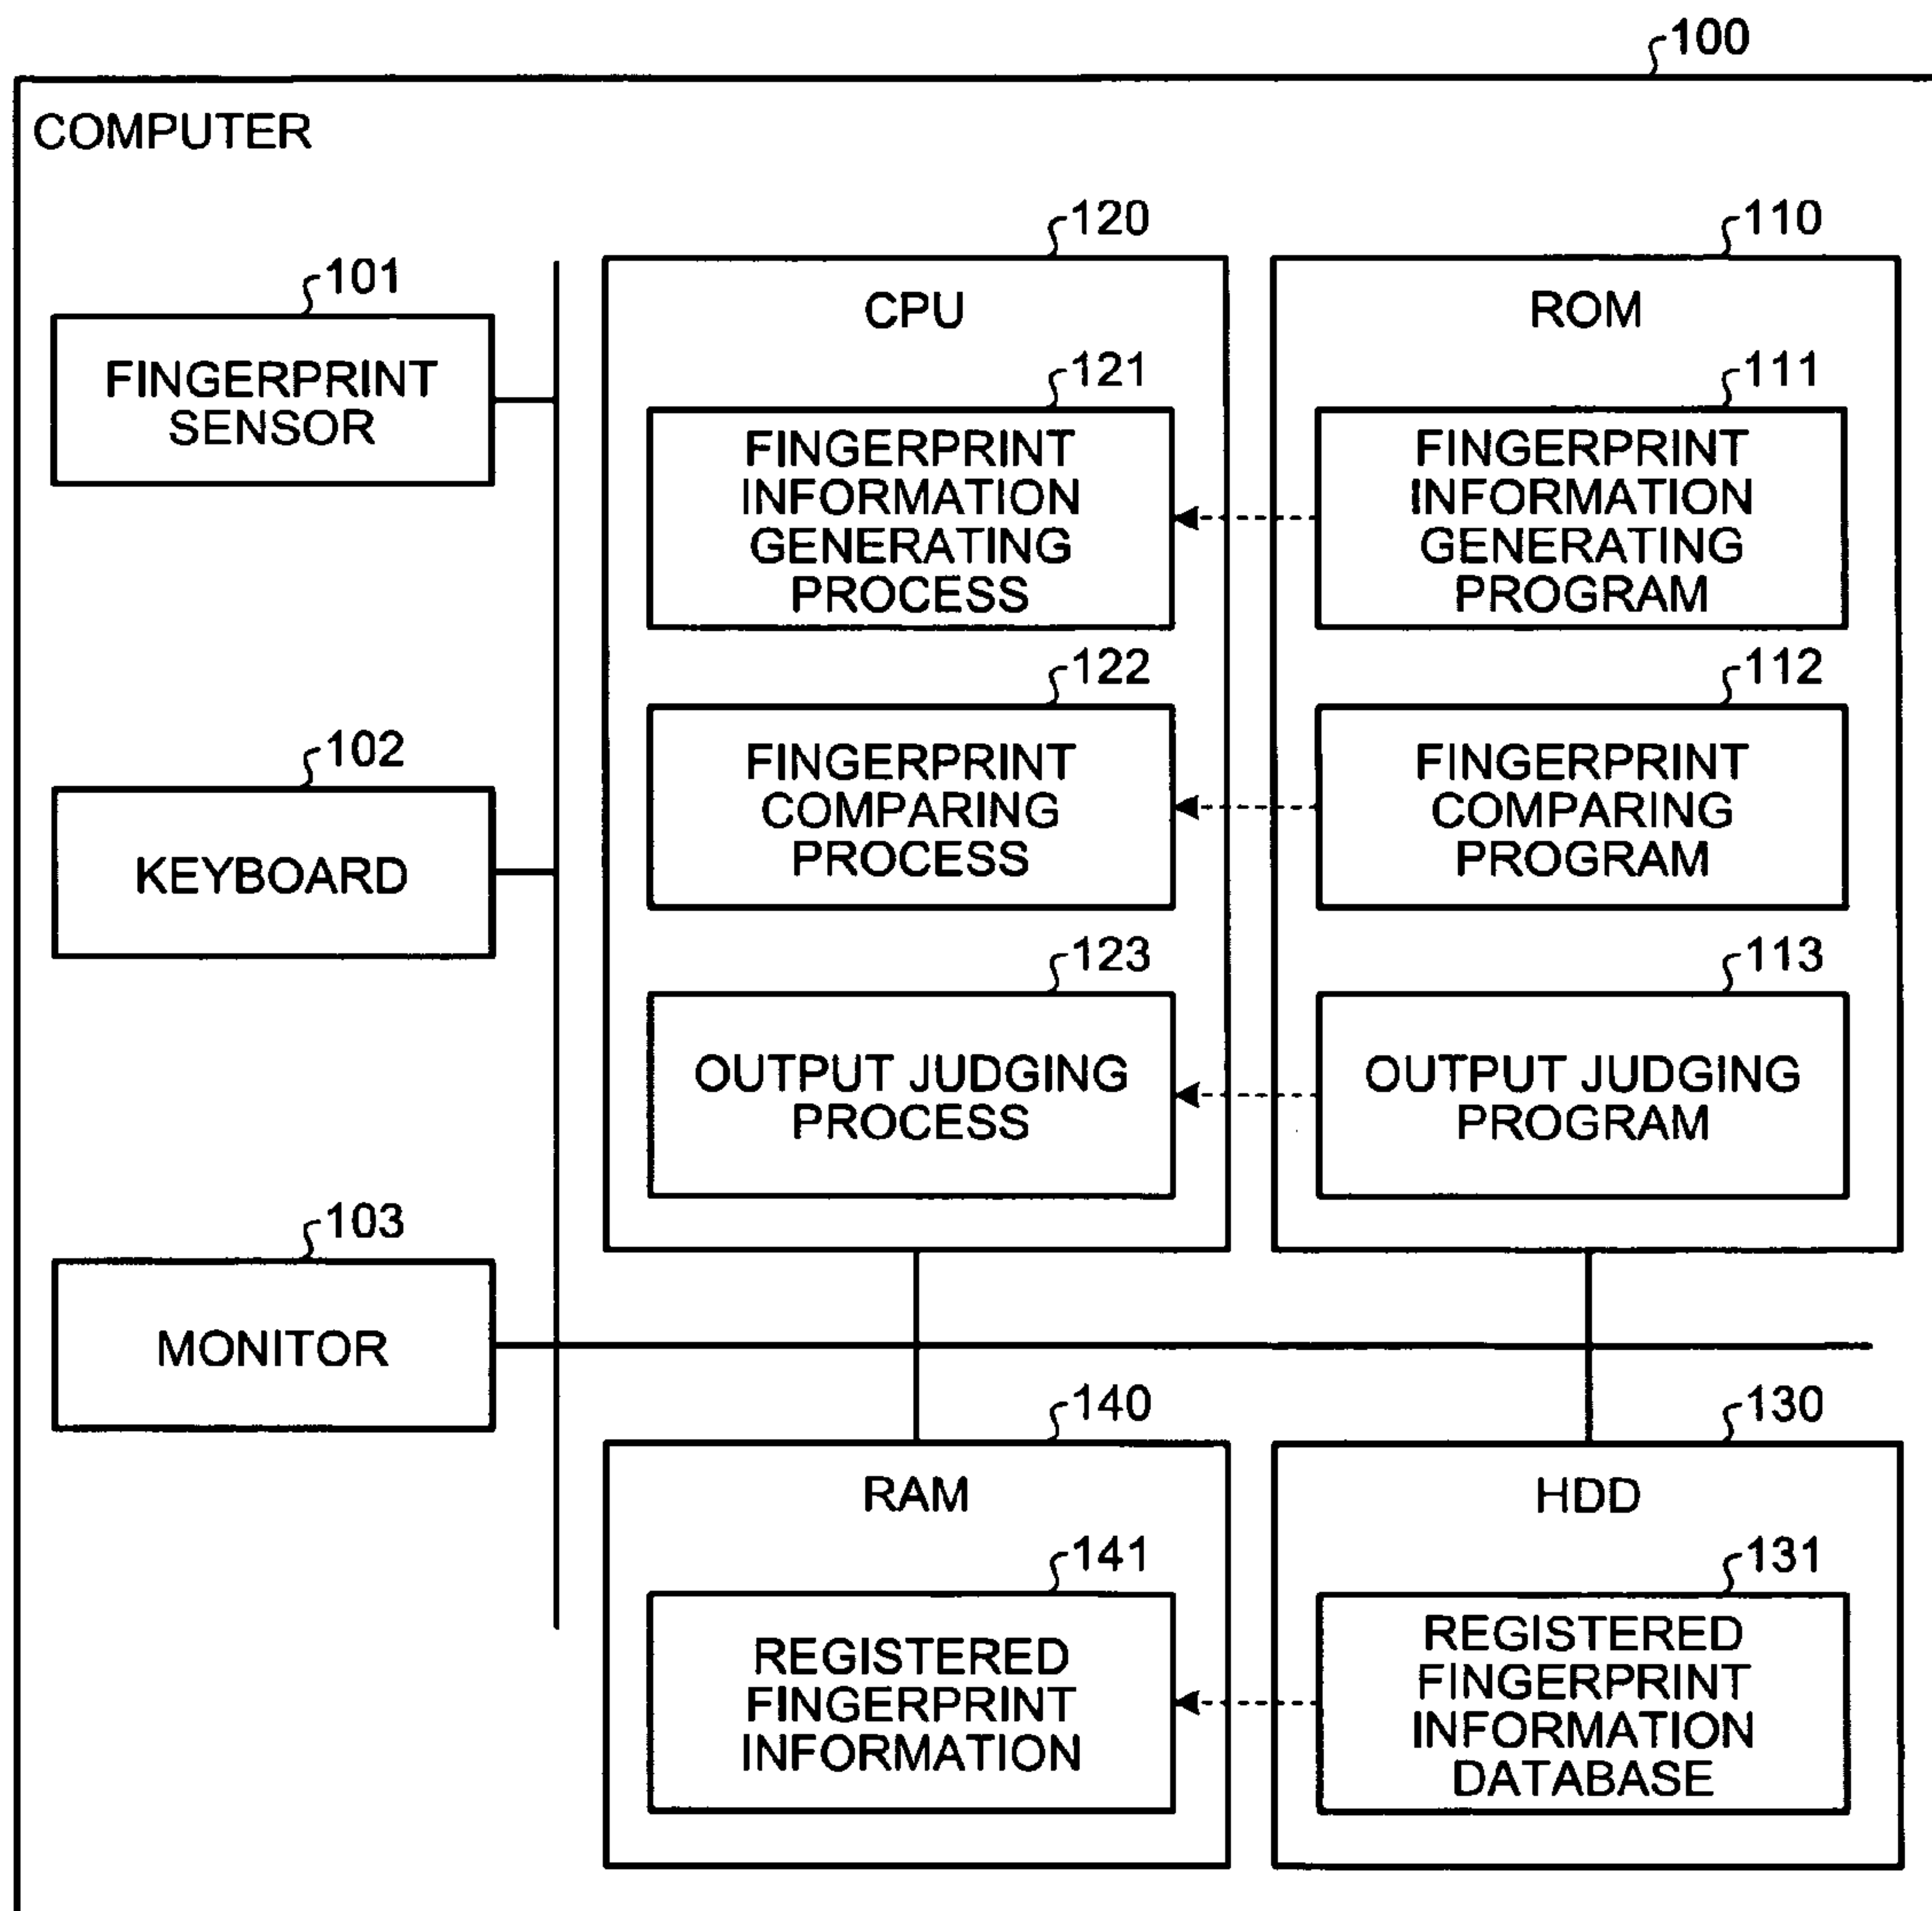 100
COMPUTER
101
FINGERPRINT
SENSOR
102
KEYBOARD
103
MONITOR
120
CPU
121
FINGERPRINT
INFORMATION
GENERATING
PROCESS
122
FINGERPRINT
COMPARING
PROCESS
123
OUTPUT JUDGING
PROCESS
110
ROM
111
FINGERPRINT
INFORMATION
GENERATING
PROGRAM
112
FINGERPRINT
COMPARING
PROGRAM
113
OUTPUT JUDGING
PROGRAM
140
RAM
141
REGISTERED
FINGERPRINT
INFORMATION
130
HDD
131
REGISTERED
FINGERPRINT
INFORMATION
DATABASE